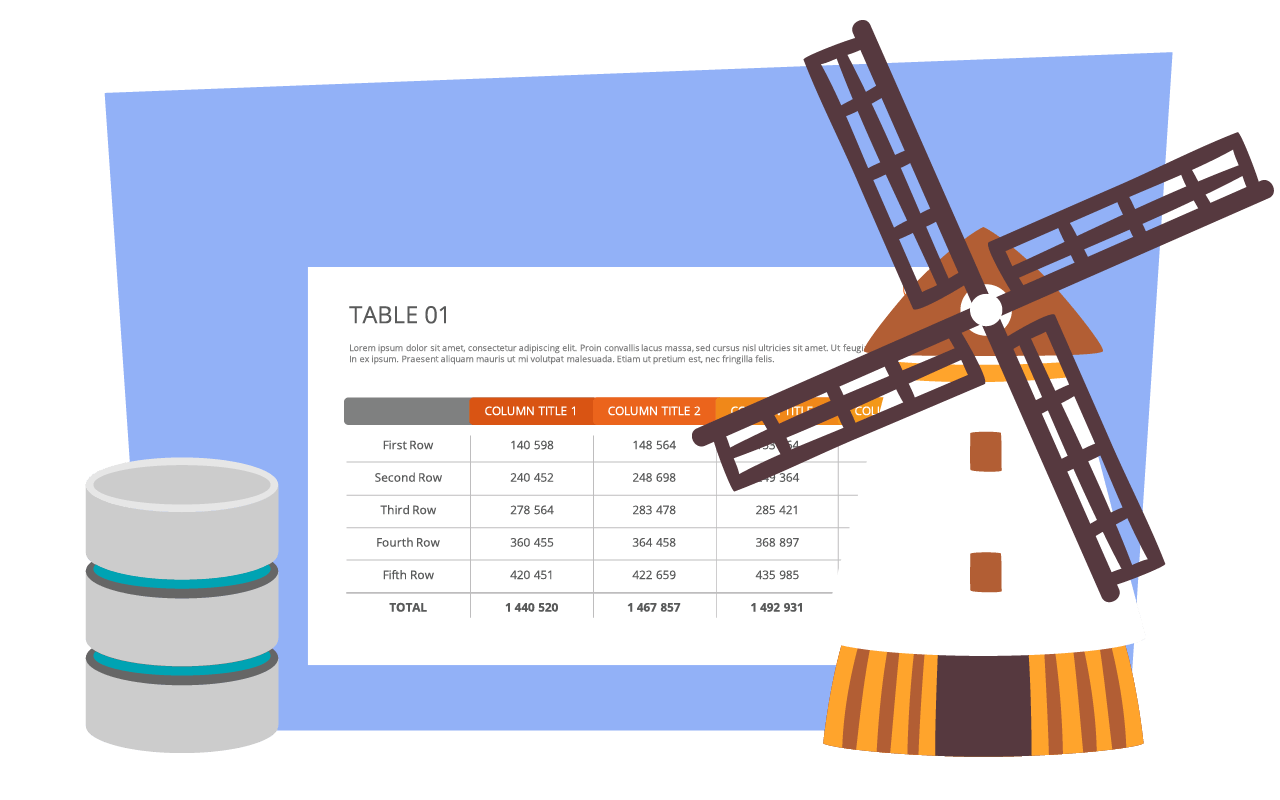 TABLE 01
Lorem ipsum dolor sit amet, consectetur adipiscing elit. Proin convallis lacus massa, sed cursus nisl ultricies sit amet. Ut feugi
In ex ipsum. Praesent aliquam mauris ut mi volutpat malesuada. Etiam ut pretium est, nec fringilla felis.
COLUMN TITLE 1 COLUMN TITLE 2
First Row 140 598 148 564
Second Row 240 452 248 698 364
Third Row 278 564 283 478 285 421
Fourth Row 360 455 364 458 368 897
Fifth Row 420 451 422 659 435 985
TOTAL 1 440 520 1 467 857 1 492 931